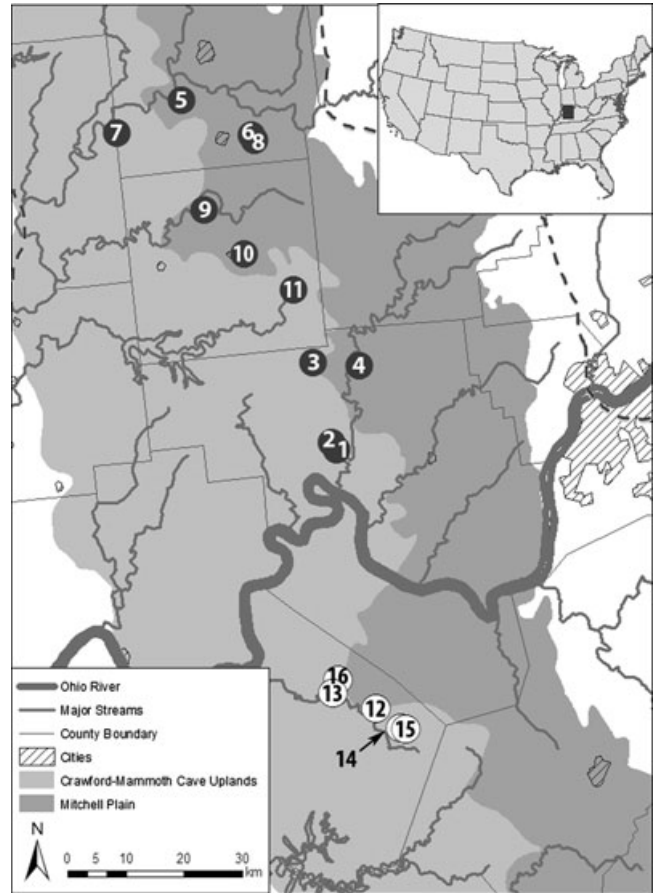 5
7
6
8
9
10
11
3
4
2
1
16
13
12
15
14
Ohio River
Major Streams
County Boundary
Cities
Crawford-Mammoth Cave Uplands
Mitchell Plain
N
0 5 10 20 30
km